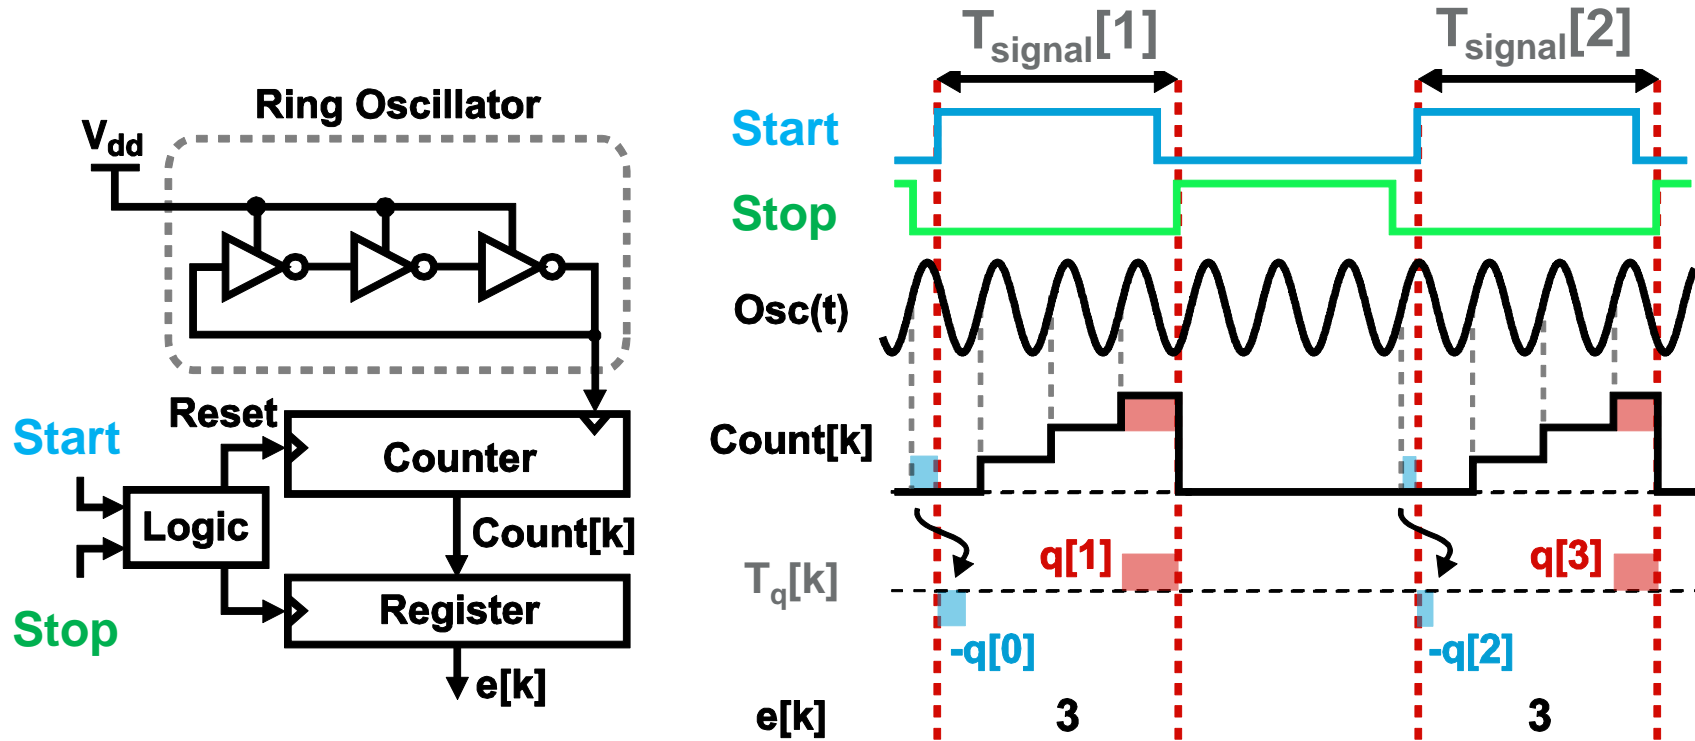 Ring Oscillator
Vdd
Reset
Start
Counter
Logic
Count[k]
Register
Stop
e[k]
Tsignal[1]
Tsignal[2]
Start
Stop
Osc(t)
Count[k]
Tq[k]
q[1]
q[3]
-q[0]
-q[2]
e[k]
3
3